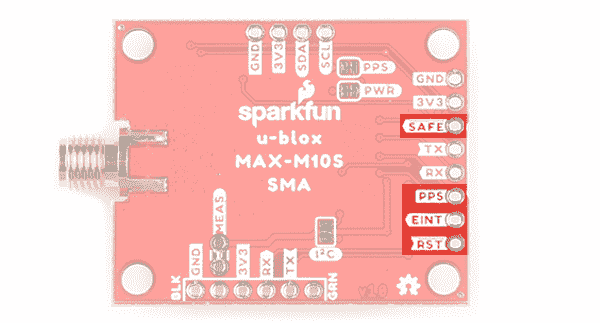 GND
3V3
SDA
SCL
PPS
PWR
sparkfun
u-blox
MAX-M10S
SMA
GND
3V3
SAFE
TX
RX
PPS
EINT
RST
MEAS
I²C
BLK
GND
3V3
RX
TX
GRN
v10